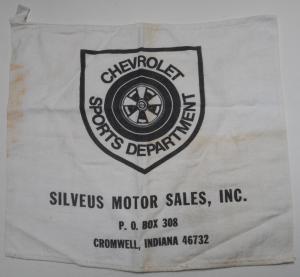 CHEVROLET
SPORTS DEPARTMENT
SILVEUS MOTOR SALES, INC.
P. O. BOX 308
CROMWELL, INDIANA 46732